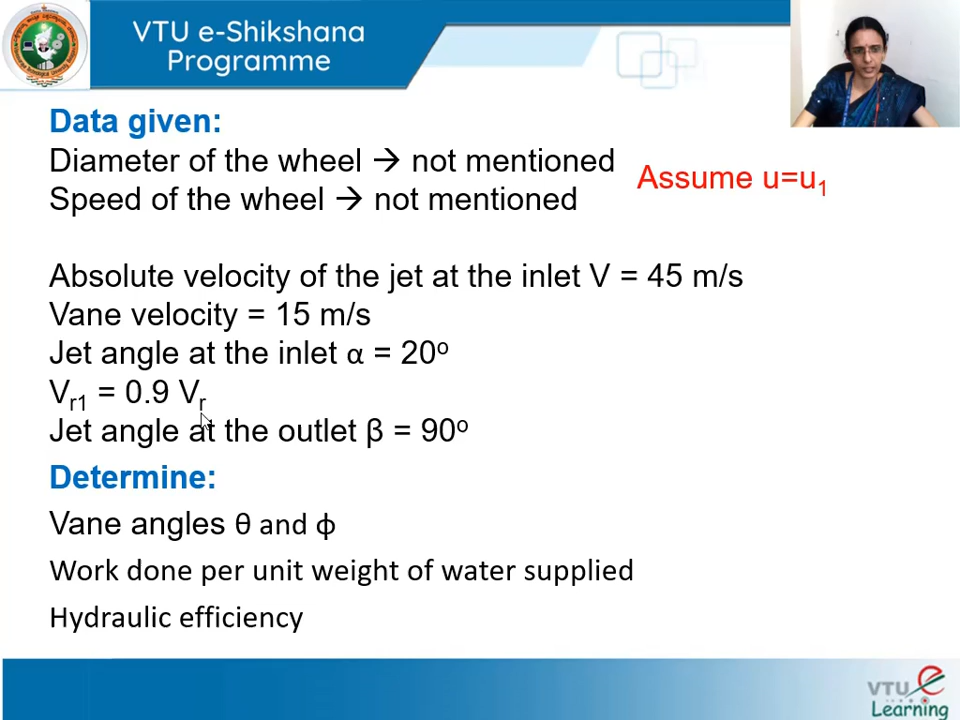 VTU e-Shikshana
Programme
Data given:
Diameter of the wheel → not mentioned
Speed of the wheel → not mentioned
Assume u=u₁
Absolute velocity of the jet at the inlet V = 45 m/s
Vane velocity = 15 m/s
Jet angle at the inlet α = 20º
Vr1 = 0.9 Vr
Jet angle at the outlet β = 90º
Determine:
Vane angles θ and ϕ
Work done per unit weight of water supplied
Hydraulic efficiency
VTU e
Learning